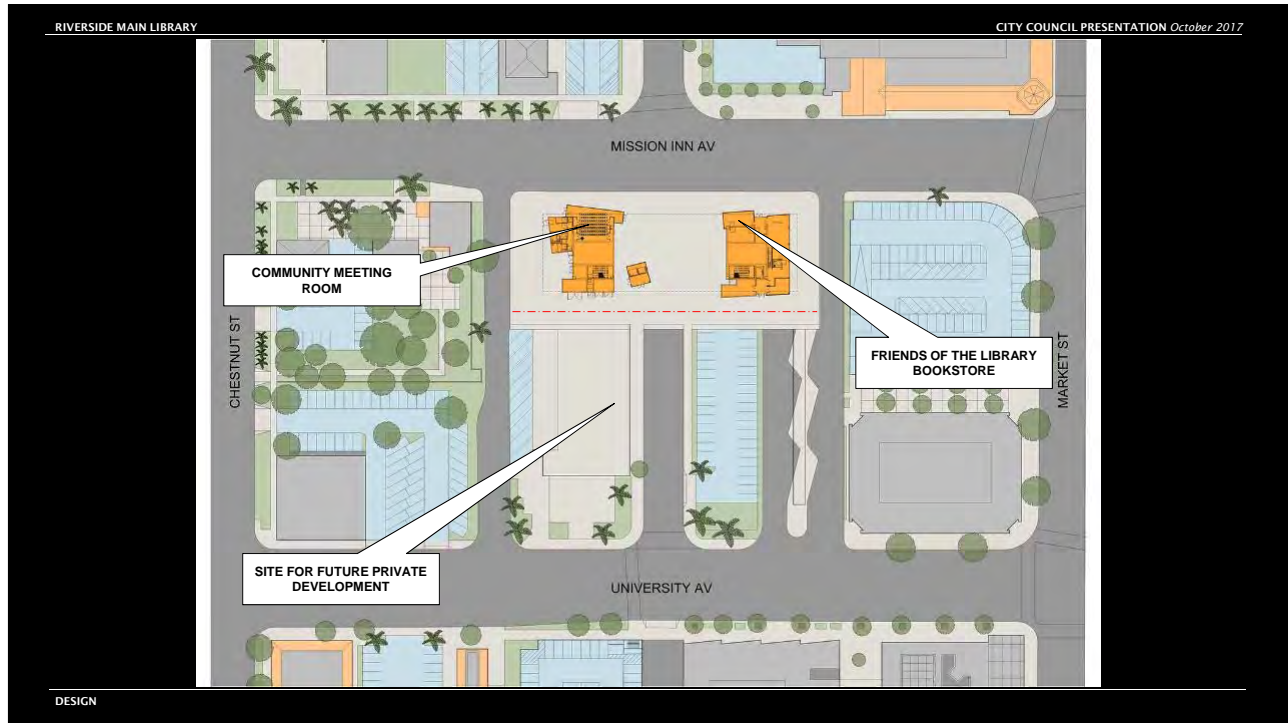 RIVERSIDE MAIN LIBRARY
CITY COUNCIL PRESENTATION October 2017
MISSION INN AV
COMMUNITY MEETING
ROOM
CHESTNUT ST
FRIENDS OF THE LIBRARY
BOOKSTORE
MARKET ST
SITE FOR FUTURE PRIVATE
DEVELOPMENT
UNIVERSITY AV
DESIGN